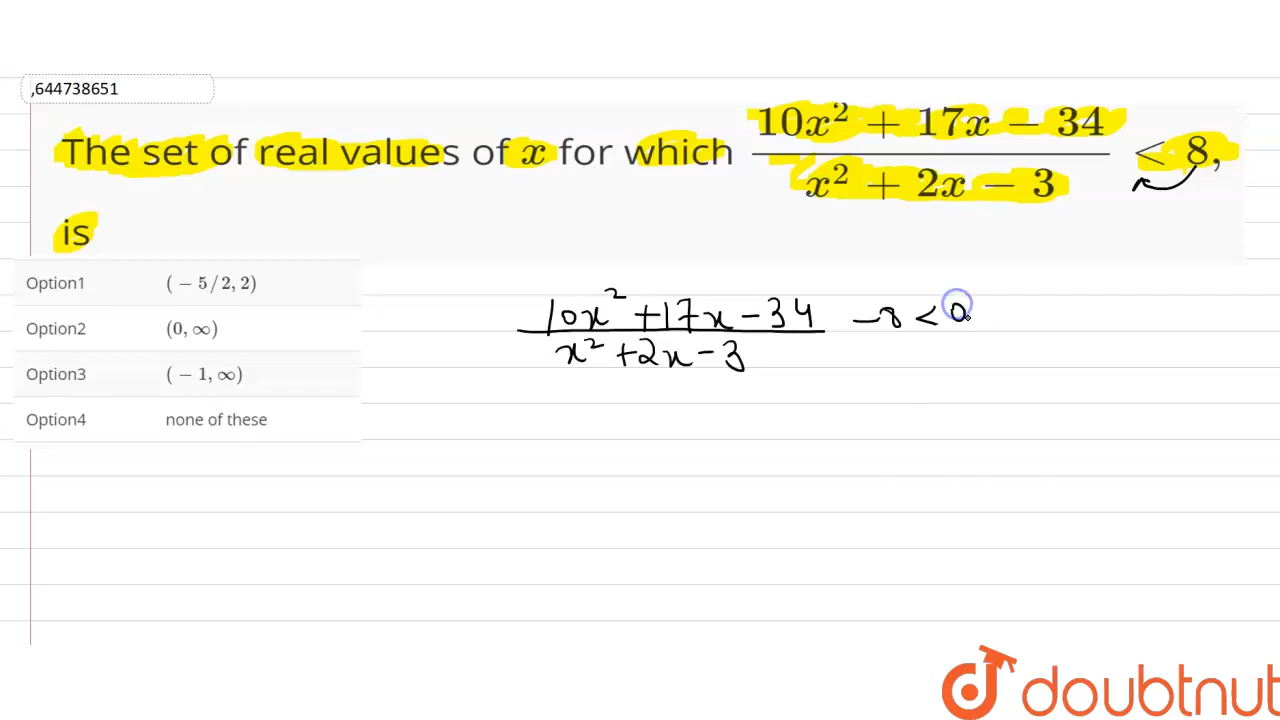 ,644738651
The set of real values of x for which \frac{10x^2 + 17x - 34}{x^2 + 2x - 3} < 8,
is
Option1 (-5/2, 2)
Option2 (0, ∞)
Option3 (-1, ∞)
Option4 none of these
\frac{10x^2 + 17x - 34}{x^2 + 2x - 3} - 8 < 0
doubtnut